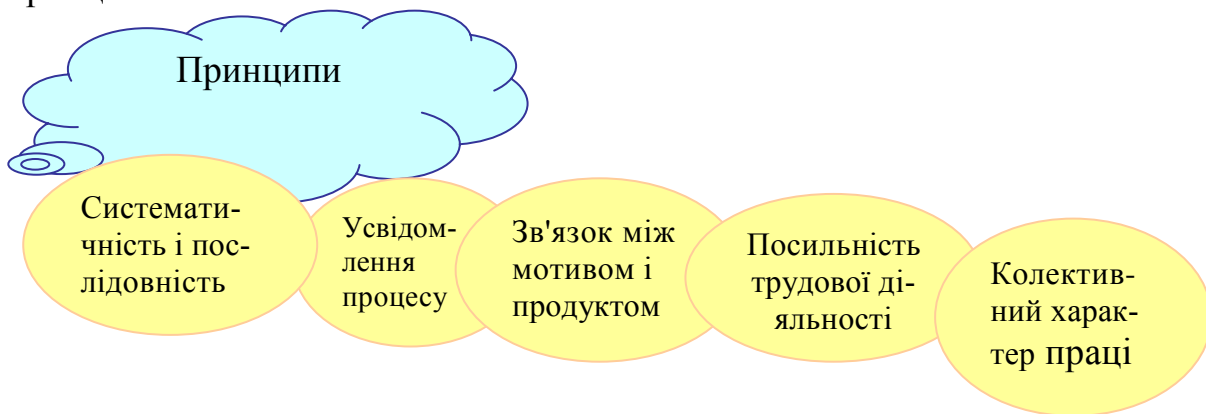 Принципи
Системати-
чність і пос-
лідовність
Усвідом-
лення
процесу
Зв'язок між
мотивом і
продуктом
Посильність
трудової ді-
яльності
Колектив-
ний харак-
тер праці